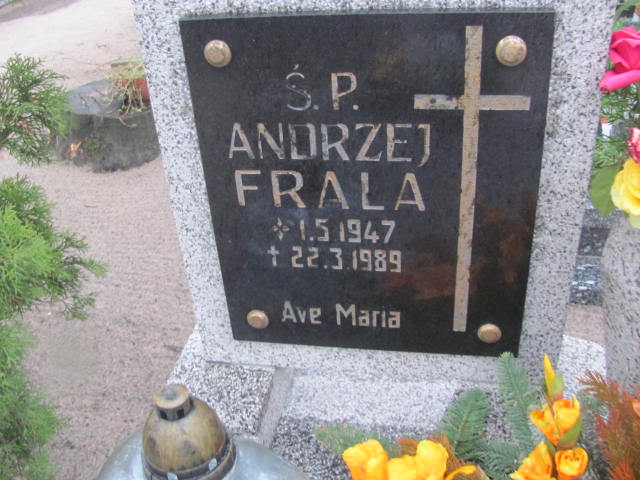 Ś.P.
ANDRZEJ
FRALA
1.5.1947
† 22.3.1989
Ave Maria